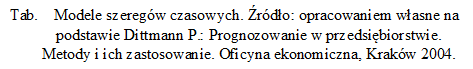 Tab. Modele szeregów czasowych. Źródło: opracowaniem własne na
podstawie Dittmann P.: Prognozowanie w przedsiębiorstwie.
Metody i ich zastosowanie. Oficyna ekonomiczna, Kraków 2004.